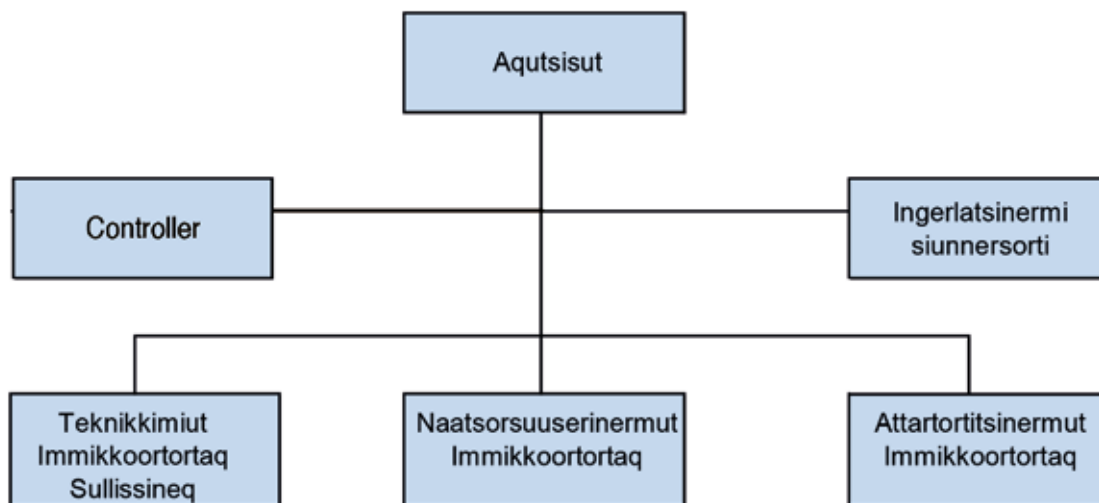 Aqutsisut
Controller
Ingerlatsinermi
siunnersorti
Teknikkimiut
Immikkoortortaq
Sullissineq
Naatsorsuuserinermut
Immikkoortortaq
Attartortitsinermut
Immikkoortortaq